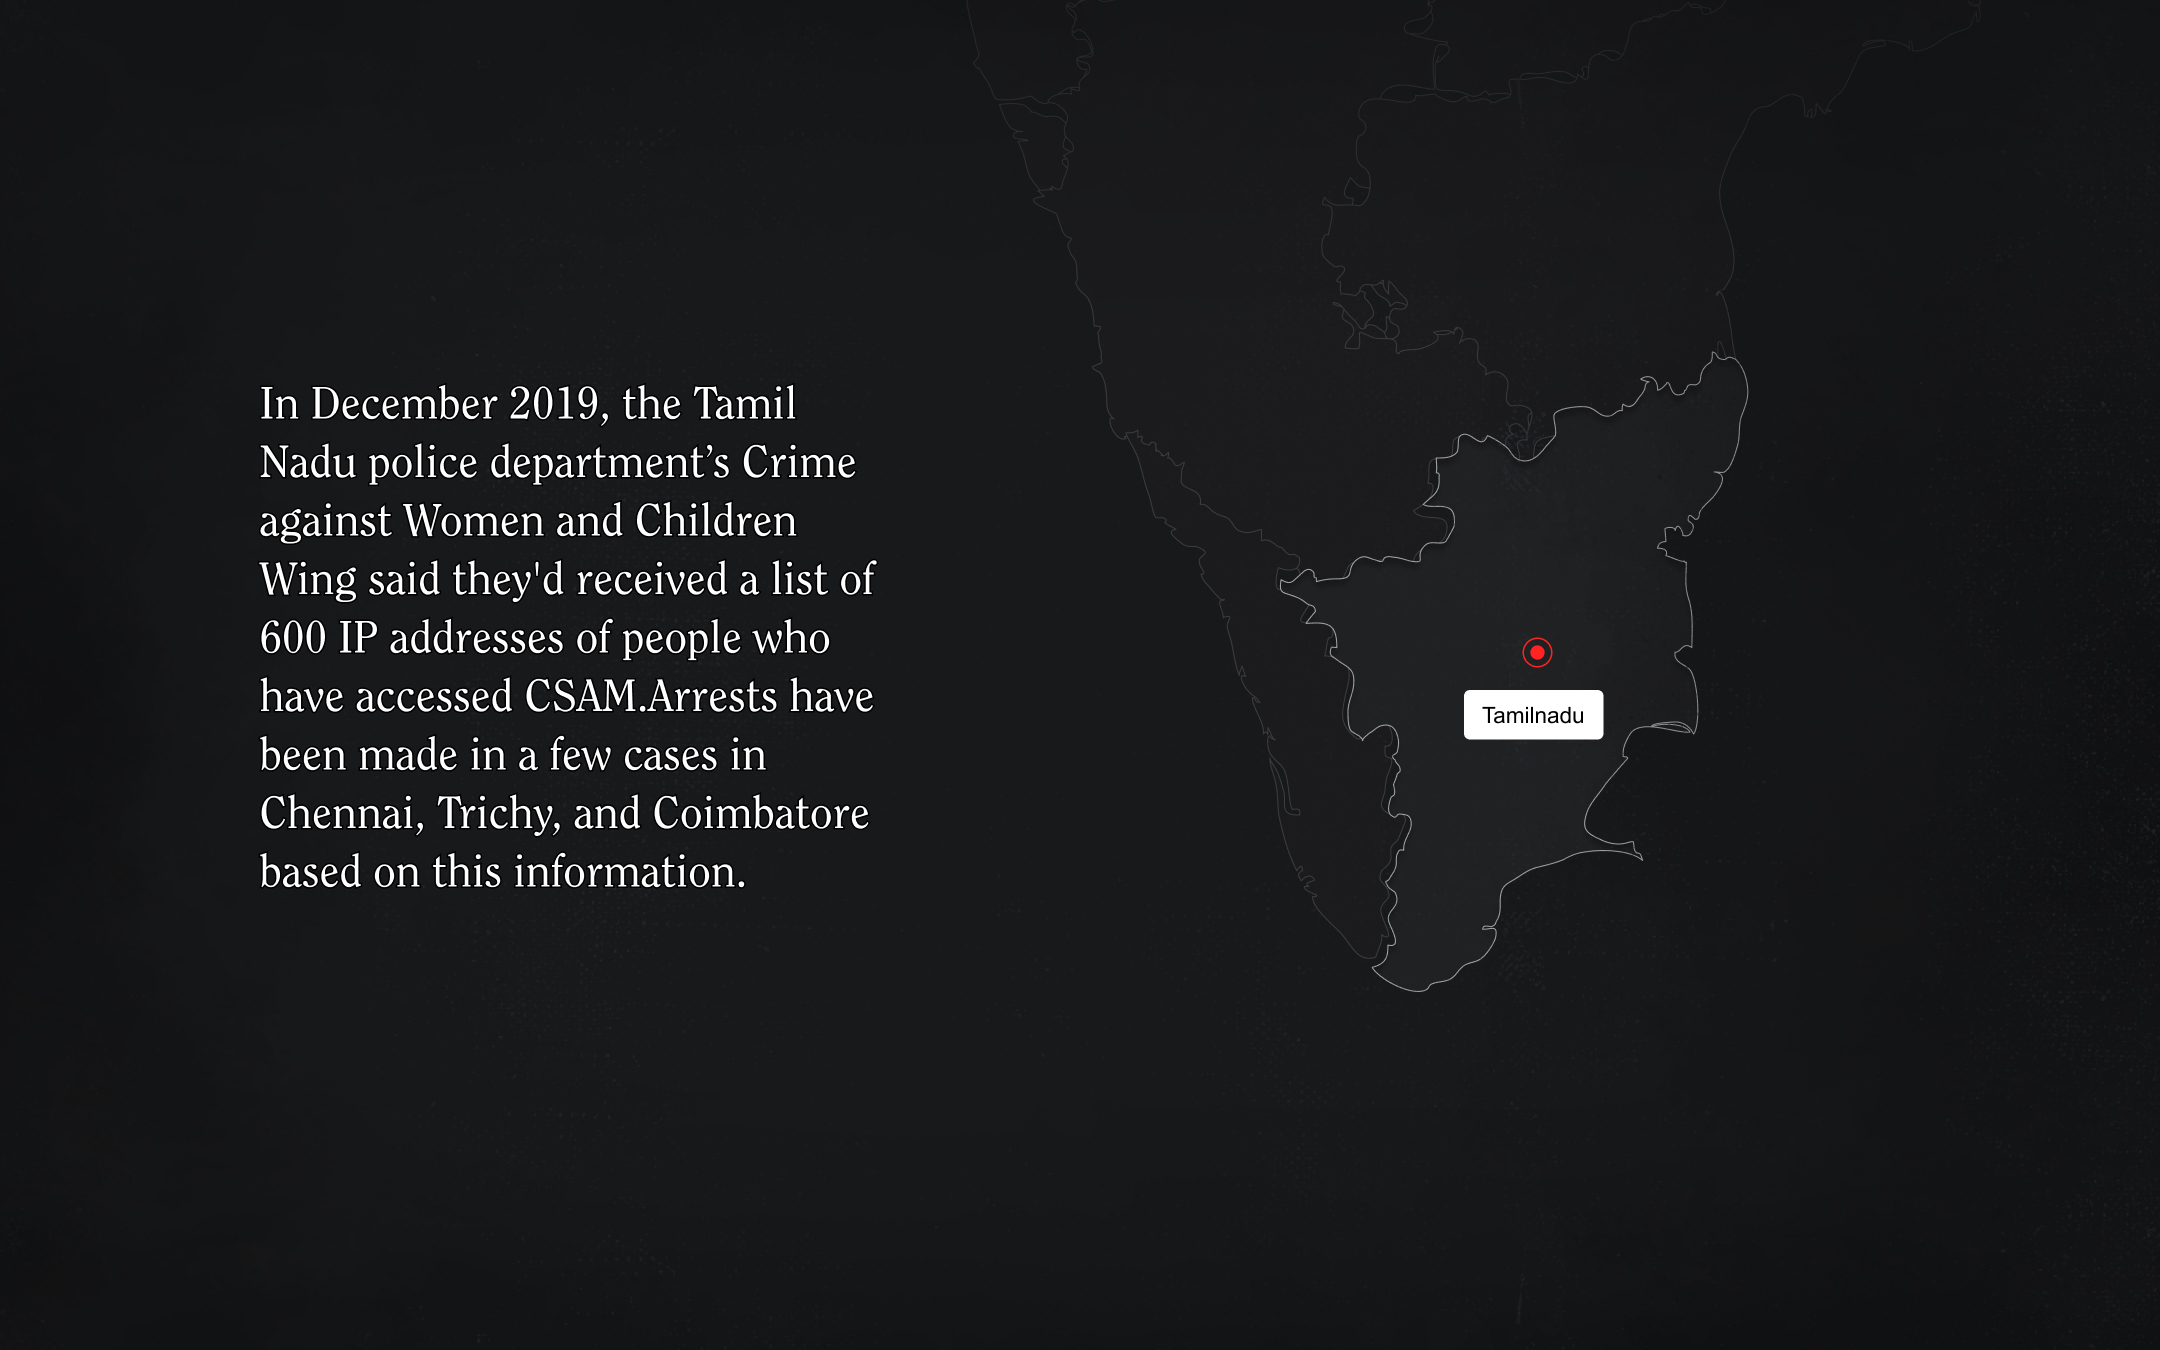 In December 2019, the Tamil
Nadu police department’s Crime
against Women and Children
Wing said they'd received a list of
600 IP addresses of people who
have accessed CSAM.Arrests have
been made in a few cases in
Chennai, Trichy, and Coimbatore
based on this information.
Tamilnadu